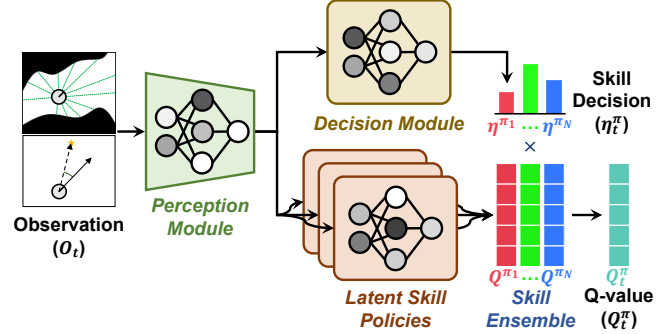 Observation
(O_t)
Perception
Module
Decision Module
Latent Skill
Policies
η^{π_1} ... η^{π_N}
Skill
Decision
(η_t^π)
×
Q^{π_1} ... Q^{π_N}
Skill
Ensemble
Q_t^π
Q-value
(Q_t^π)